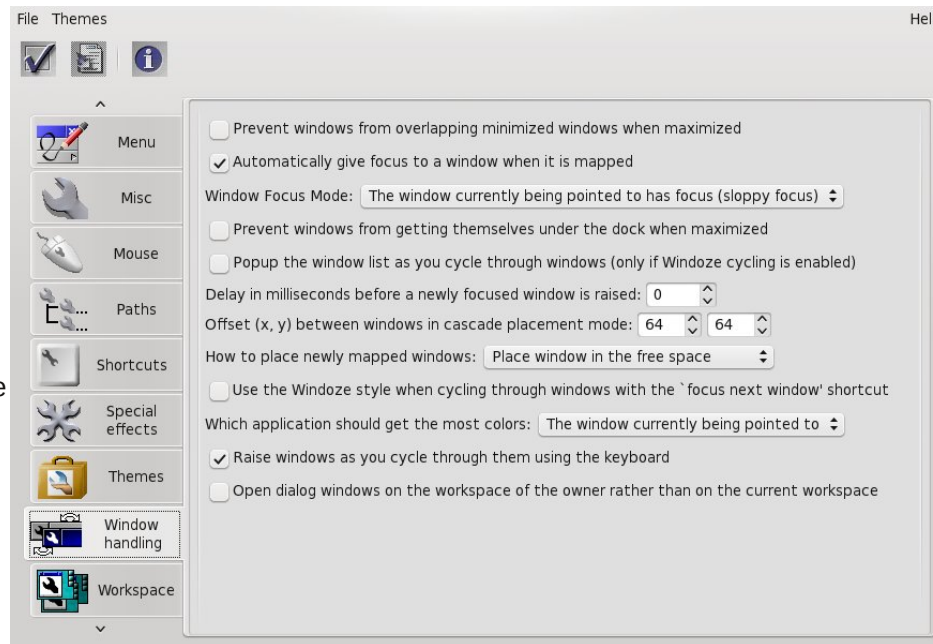 File Themes
Hel
Menu
Misc
Mouse
Paths
Shortcuts
Special
effects
Themes
Window
handling
Workspace
e
Prevent windows from overlapping minimized windows when maximized
Automatically give focus to a window when it is mapped
Window Focus Mode: The window currently being pointed to has focus (sloppy focus)
Prevent windows from getting themselves under the dock when maximized
Popup the window list as you cycle through windows (only if Windoze cycling is enabled)
Delay in milliseconds before a newly focused window is raised: 0
Offset (x, y) between windows in cascade placement mode: 64 64
How to place newly mapped windows: Place window in the free space
Use the Windoze style when cycling through windows with the `focus next window' shortcut
Which application should get the most colors: The window currently being pointed to
Raise windows as you cycle through them using the keyboard
Open dialog windows on the workspace of the owner rather than on the current workspace